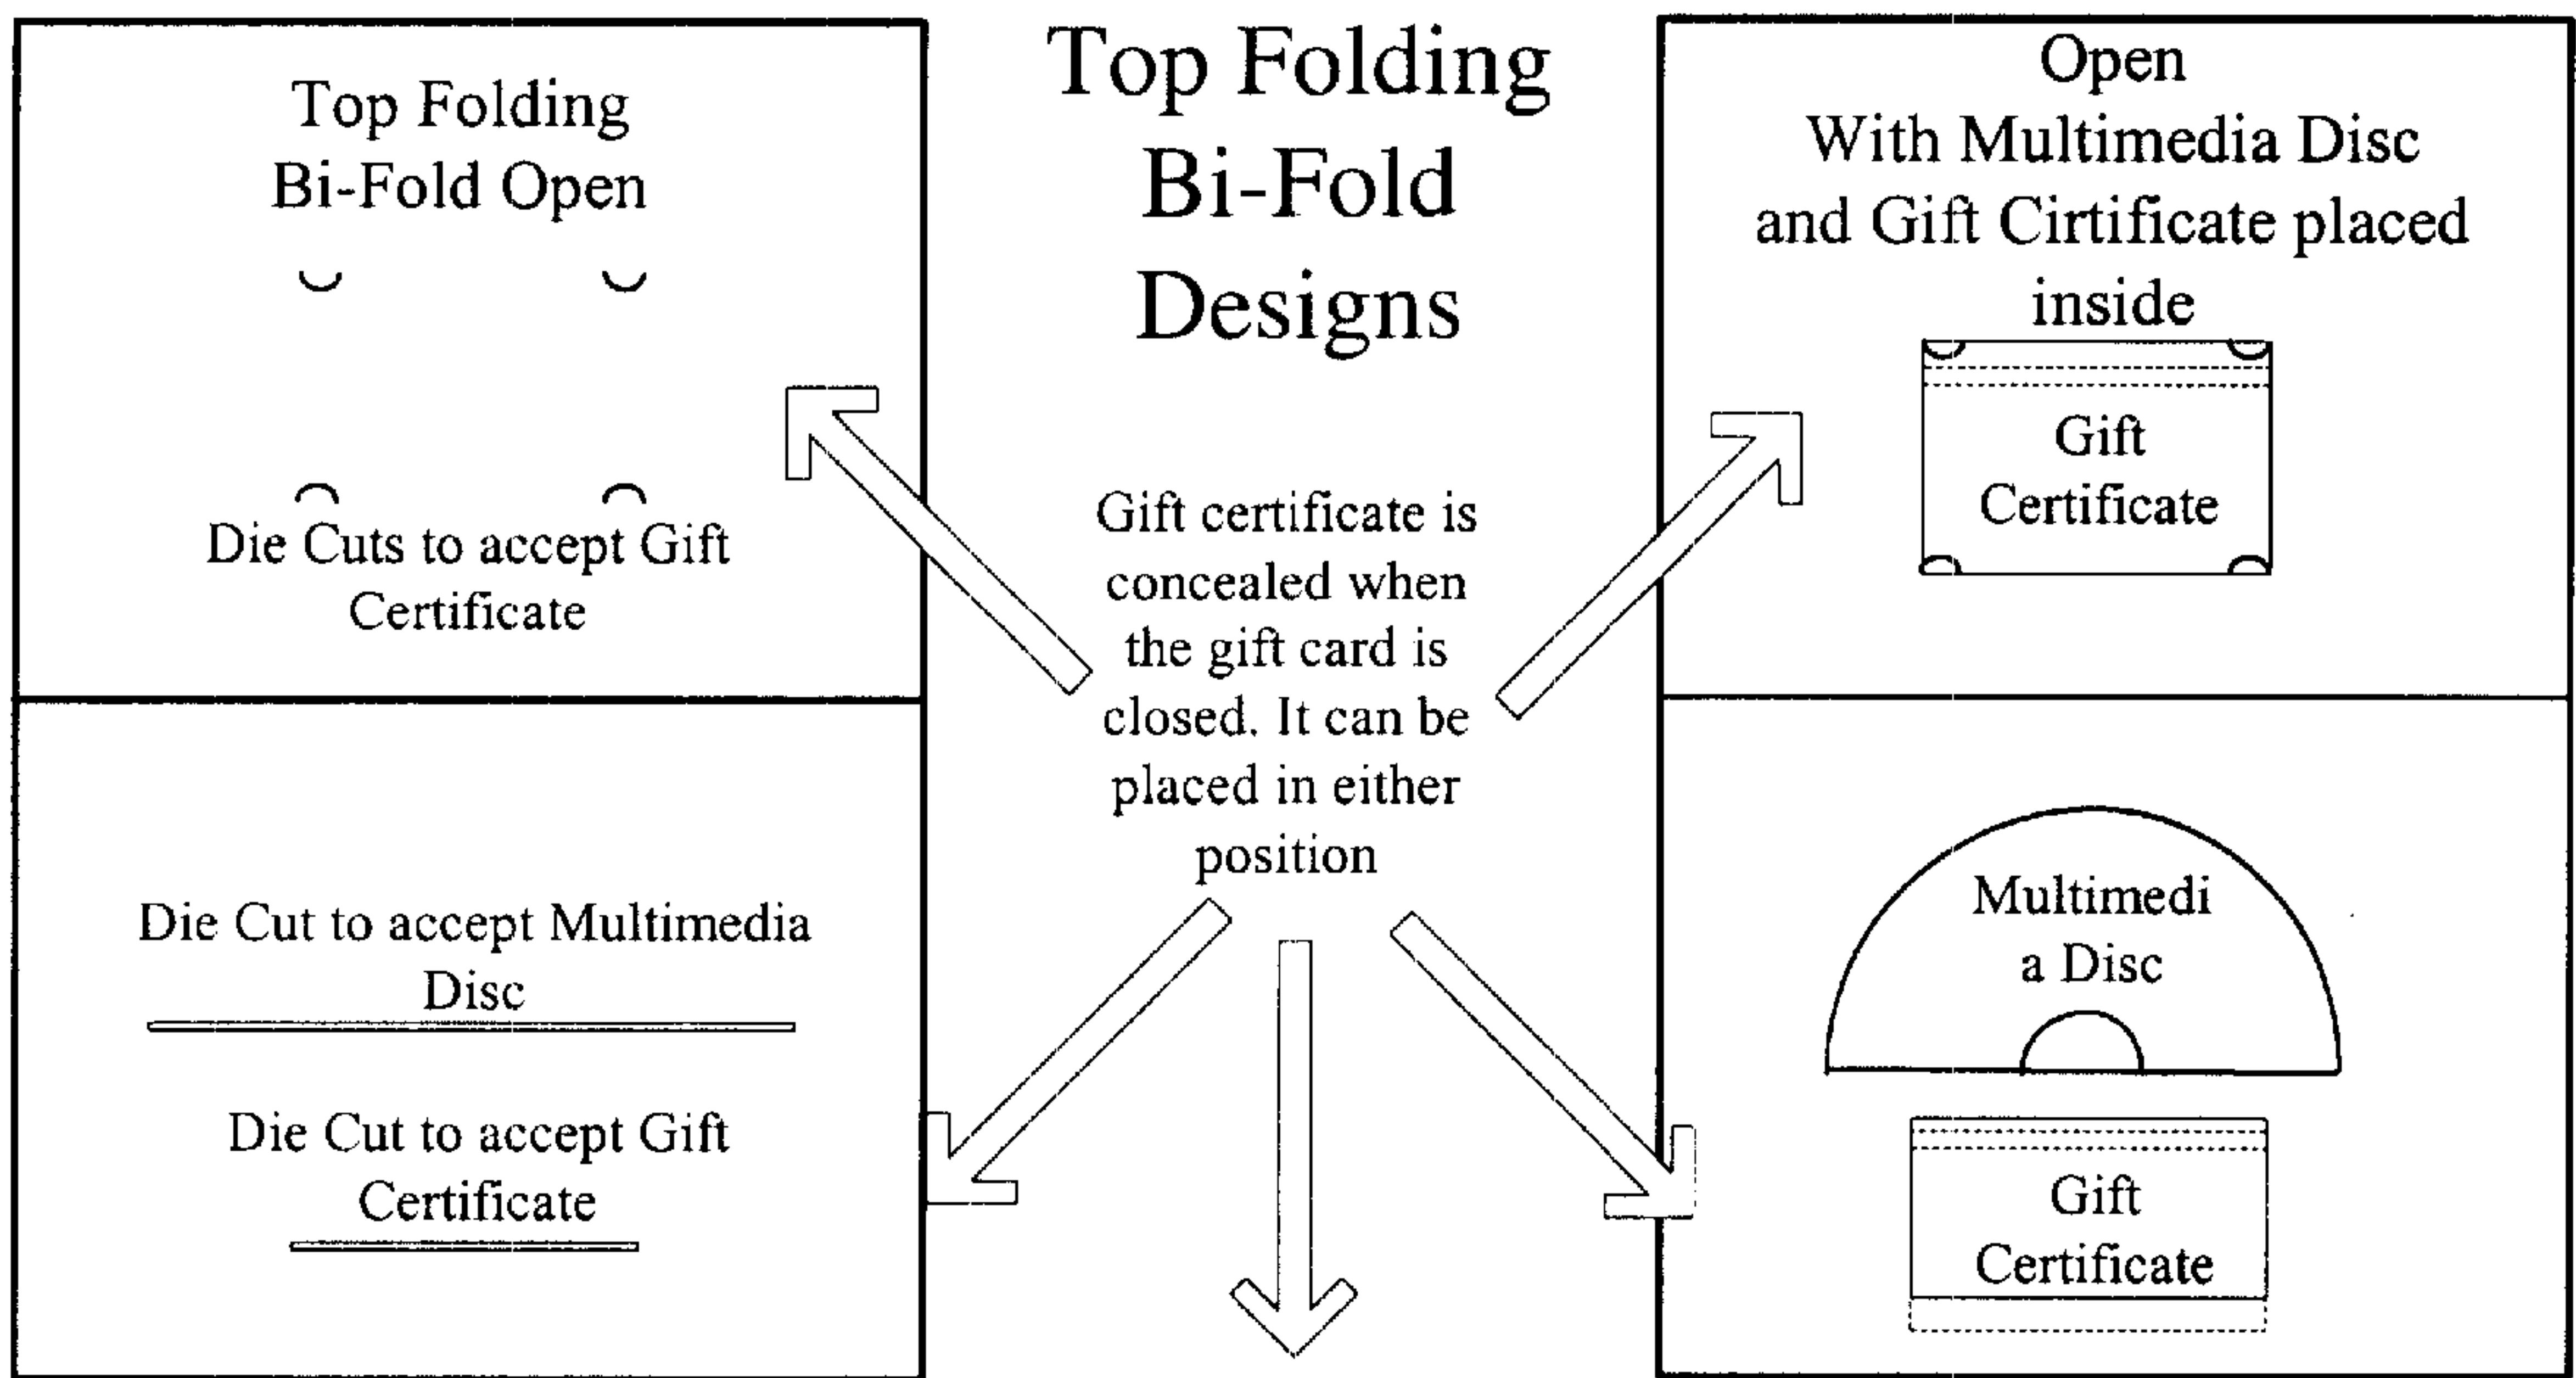 Top Folding
Bi-Fold Open
Die Cuts to accept Gift
Certificate
Die Cut to accept Multimedia
Disc
Die Cut to accept Gift
Certificate
Top Folding
Bi-Fold
Designs
Gift certificate is
concealed when
the gift card is
closed. It can be
placed in either
position
Open
With Multimedia Disc
and Gift Cirtificate placed
inside
Gift
Certificate
Multimedi
a Disc
Gift
Certificate